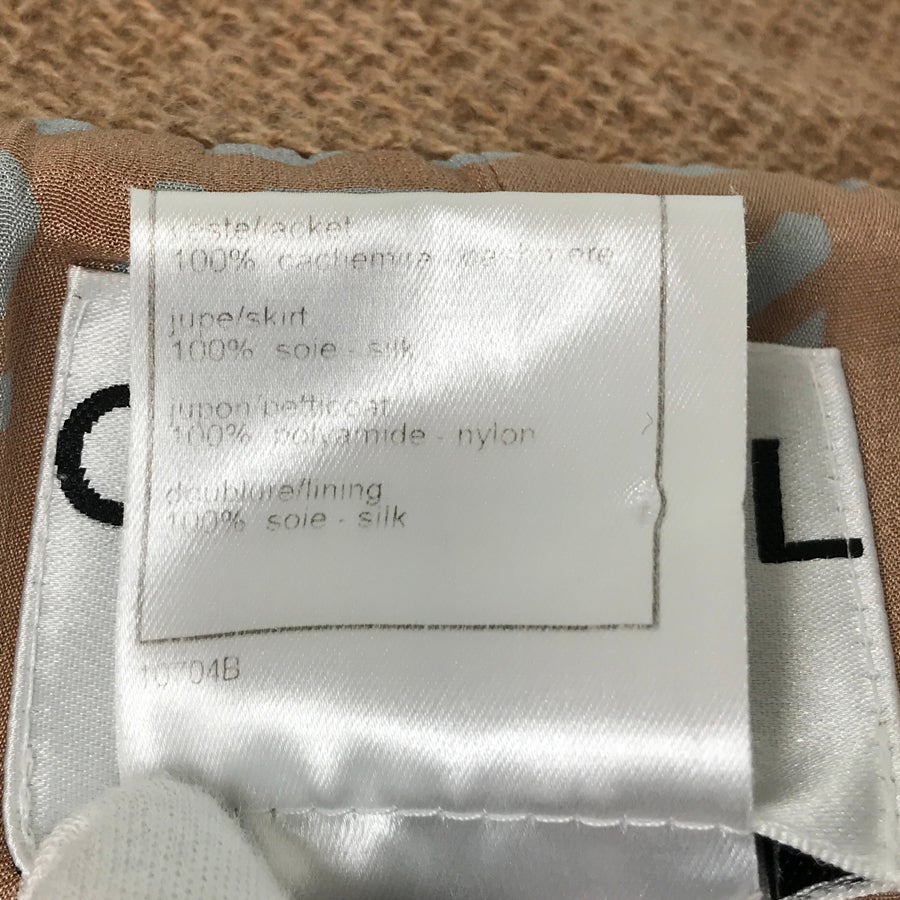 veste/jacket
100% cachemire - cashmere
jupe/skirt
100% soie - silk
jupon/petticoat
100% polyamide - nylon
doublure/lining
100% soie - silk
10704B
C
L